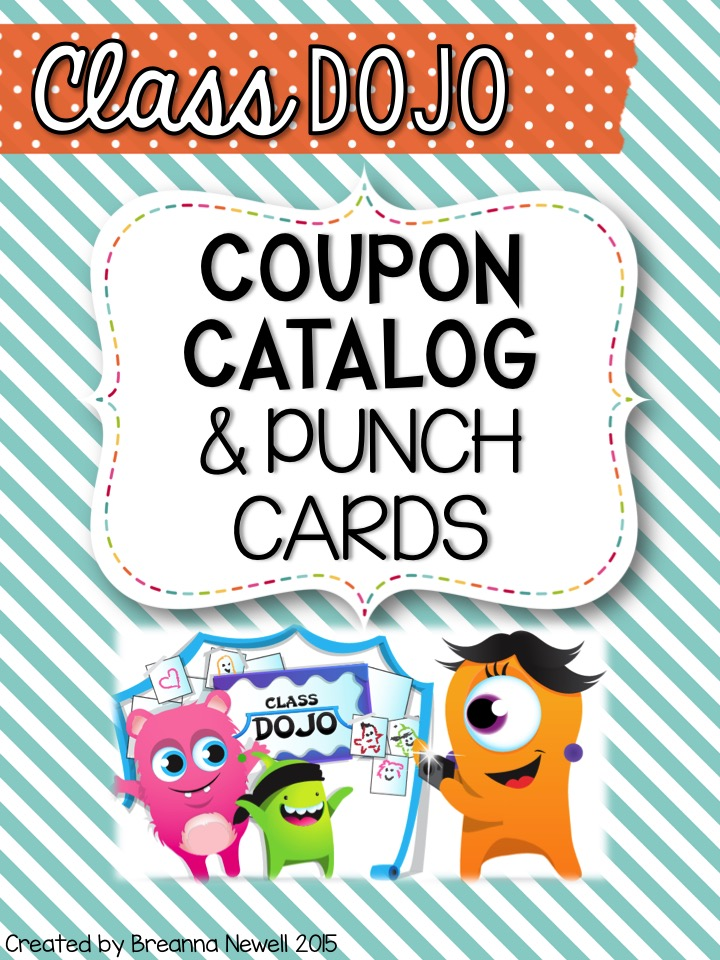 Class DOJO
COUPON
CATALOG
& PUNCH
CARDS
CLASS
DOJO
Created by Breanna Newell 2015